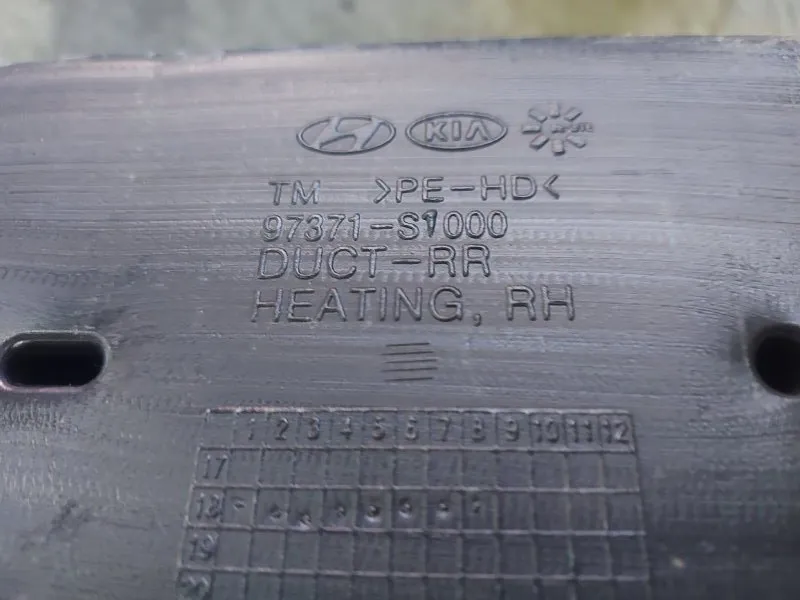 KIA
TM >PE-HD<
97371-S1000
DUCT-RR
HEATING, RH
1 2 3 4 5 6 7 8 9 10 11 12
17
18
19
20